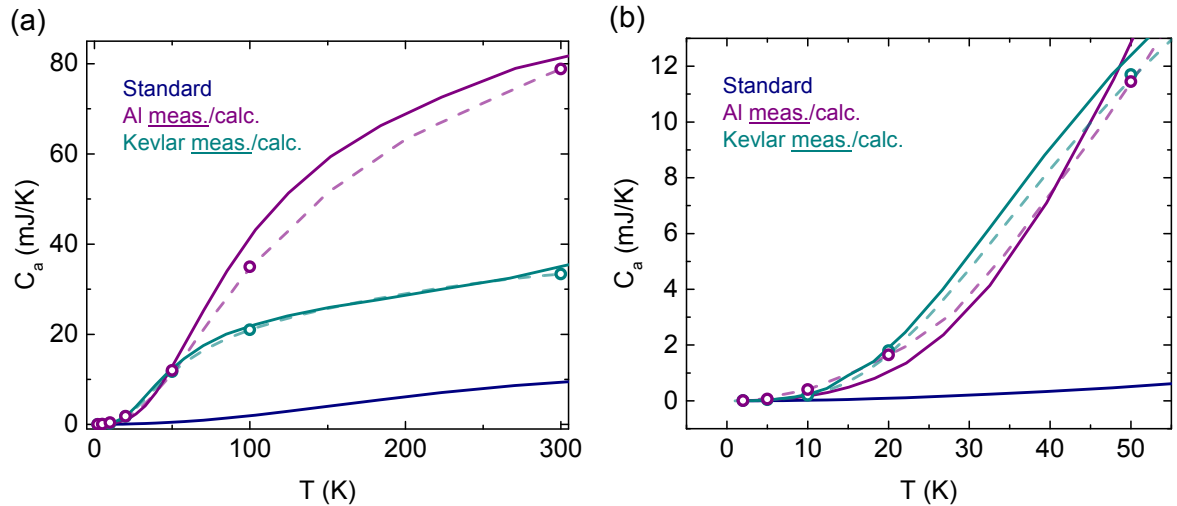 (a)
80
60
40
20
0
C_a (mJ/K)
Standard
Al meas./calc.
Kevlar meas./calc.
0
100
200
300
T (K)
(b)
12
10
8
6
4
2
0
C_a (mJ/K)
Standard
Al meas./calc.
Kevlar meas./calc.
0
10
20
30
40
50
T (K)